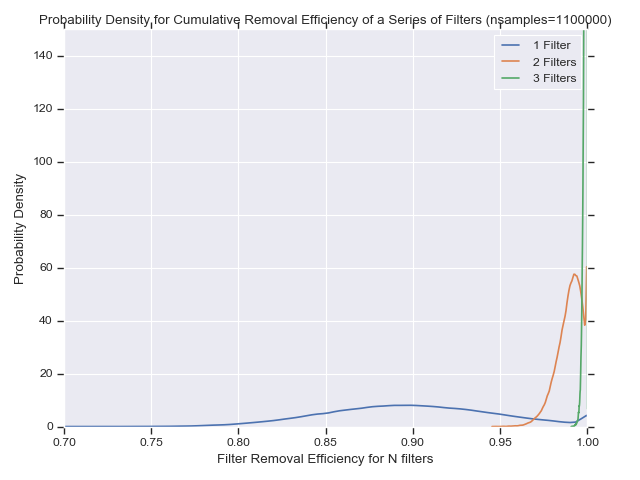 Probability Density for Cumulative Removal Efficiency of a Series of Filters (nsamples=1100000)
1 Filter
2 Filters
3 Filters
140
120
100
80
60
40
20
0
Probability Density
0.70 0.75 0.80 0.85 0.90 0.95 1.00
Filter Removal Efficiency for N filters